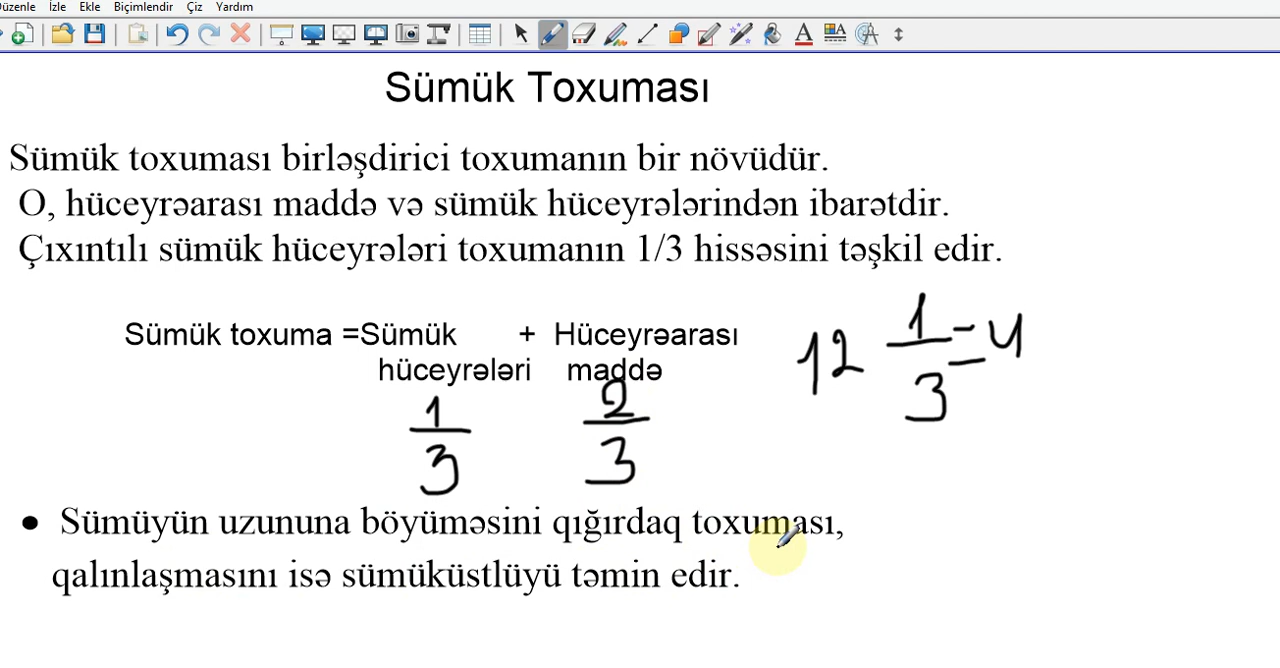 Düzenle İzle Ekle Biçimlendir Çiz Yardım
Sümük Toxuması
Sümük toxuması birləşdirici toxumanın bir növüdür.
O, hüceyrəarası maddə və sümük hüceyrələrindən ibarətdir.
Çıxıntılı sümük hüceyrələri toxumanın 1/3 hissəsini təşkil edir.
Sümük toxuma =Sümük + Hüceyrəarası
hüceyrələri maddə
1/3 2/3
12 1/3 = 4
• Sümüyün uzununa böyüməsini qığırdaq toxuması,
qalınlaşmasını isə sümüküstlüyü təmin edir.